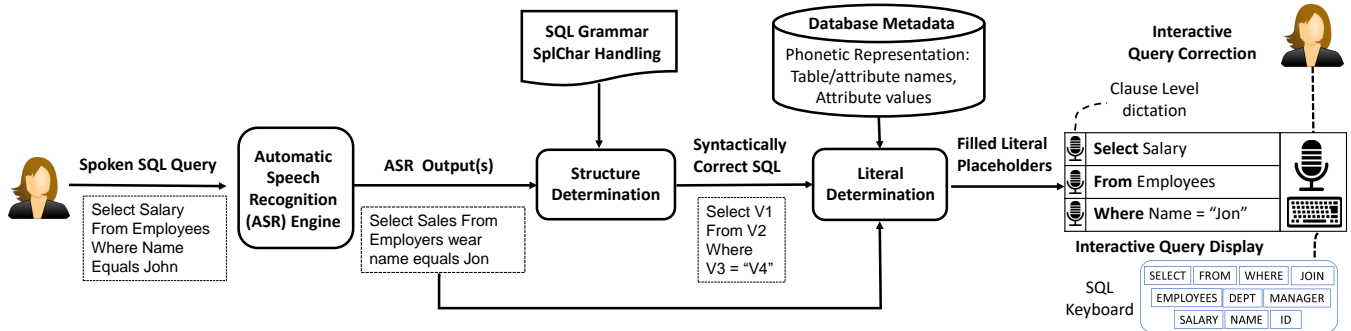 SQL Grammar
SplChar Handling
Database Metadata
Phonetic Representation:
Table/attribute names,
Attribute values
Interactive
Query Correction
Clause Level
dictation
Spoken SQL Query
Select Salary
From Employees
Where Name
Equals John
Automatic
Speech
Recognition
(ASR) Engine
ASR Output(s)
Select Sales From
Employers wear
name equals Jon
Structure
Determination
Syntactically
Correct SQL
Select V1
From V2
Where
V3 = “V4”
Literal
Determination
Filled Literal
Placeholders
Select Salary
From Employees
Where Name = “Jon”
Interactive Query Display
SQL
Keyboard
SELECT FROM WHERE JOIN
EMPLOYEES DEPT MANAGER
SALARY NAME ID